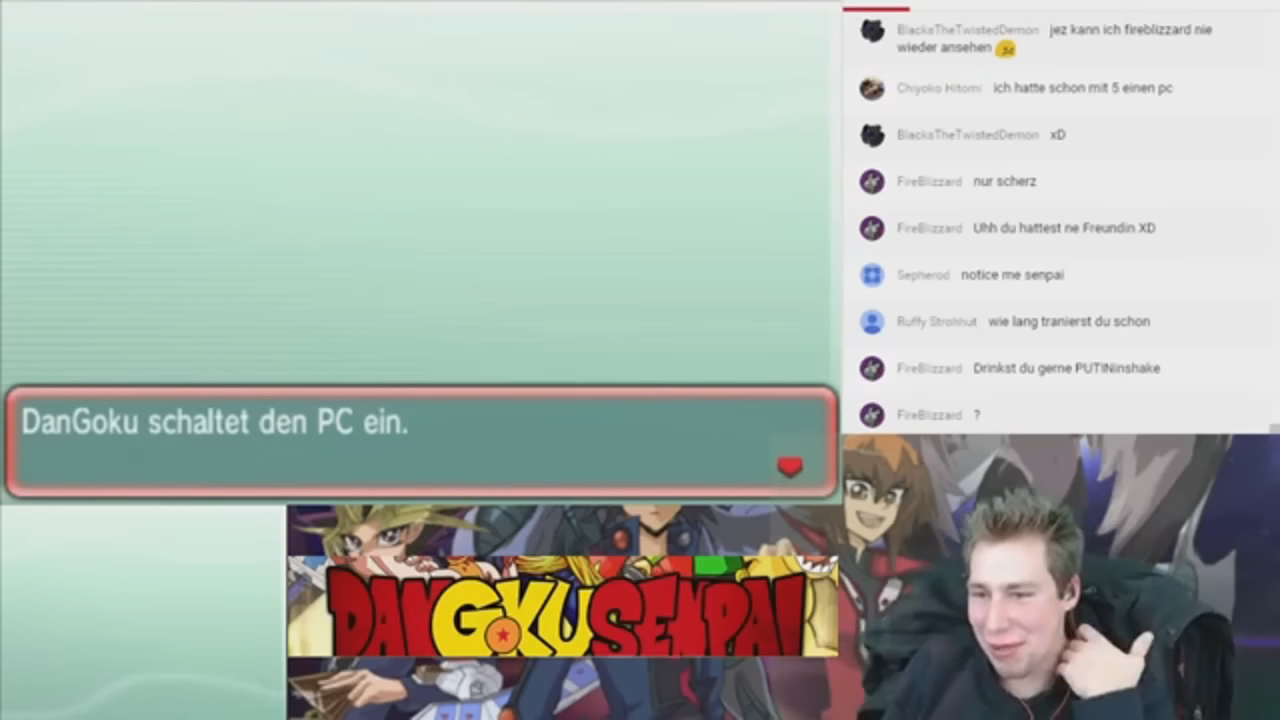 BlacksTheTwistedDemon jez kann ich fireblizzard nie
wieder ansehen
Chiyoko Hitomi ich hatte schon mit 5 einen pc
BlacksTheTwistedDemon xD
FireBlizzard nur scherz
FireBlizzard Uhh du hattest ne Freundin XD
Sepherod notice me senpai
Ruffy Strohhut wie lang tranierst du schon
FireBlizzard Drinkst du gerne PUTINinshake
FireBlizzard ?
DanGoku schaltet den PC ein.
DANGOKUSENPAI